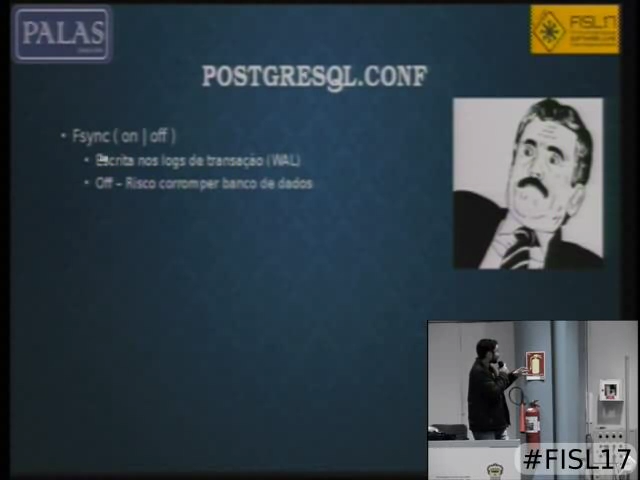 PALAS
FISL17
POSTGRESQL.CONF
Fsync ( on | off )
Escrita nos logs de transação (WAL)
Off – Risco corromper banco de dados
#FISL17